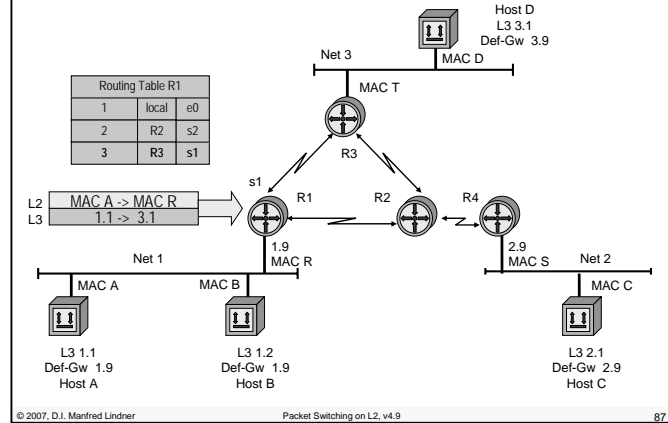 Host D
L3 3.1
Def-Gw 3.9
Net 3
MAC D
MAC T
Routing Table R1
1 local e0
2 R2 s2
3 R3 s1
R3
s1
R1
R2
R4
L2 MAC A -> MAC R
L3 1.1 -> 3.1
1.9
MAC R
2.9
MAC S
Net 1
Net 2
MAC A
MAC B
MAC C
L3 1.1
Def-Gw 1.9
Host A
L3 1.2
Def-Gw 1.9
Host B
L3 2.1
Def-Gw 2.9
Host C
© 2007, D.I. Manfred Lindner
Packet Switching on L2, v4.9
87